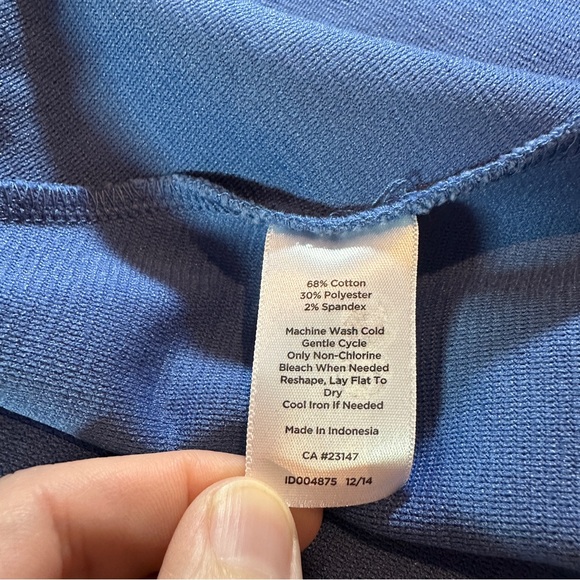 68% Cotton
30% Polyester
2% Spandex
Machine Wash Cold
Gentle Cycle
Only Non-Chlorine
Bleach When Needed
Reshape, Lay Flat To
Dry
Cool Iron If Needed
Made In Indonesia
CA #23147
ID004875 12/14